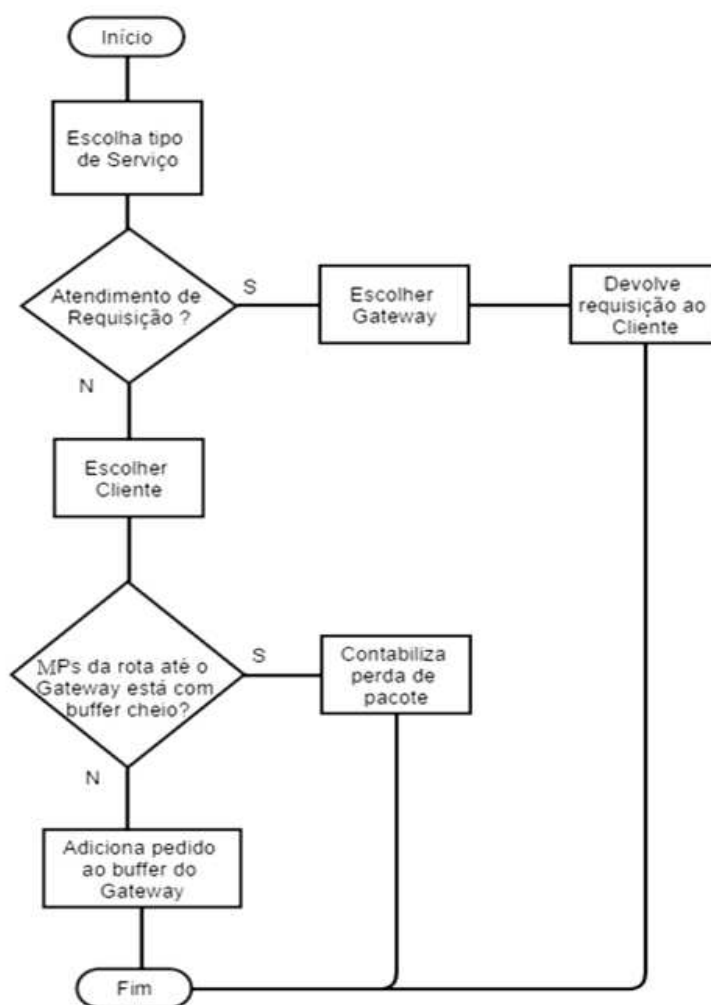 Início
Escolha tipo
de Serviço
Atendimento de
Requisição ?
S
Escolher
Gateway
Devolve
requisição ao
Cliente
N
Escolher
Cliente
MPs da rota até o
Gateway está com
buffer cheio?
S
Contabiliza
perda de
pacote
N
Adiciona pedido
ao buffer do
Gateway
Fim